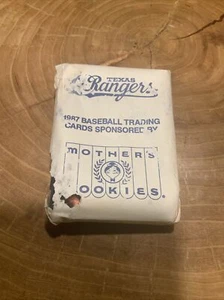 TEXAS
Rangers
1987 BASEBALL TRADING
CARDS SPONSORED BY
MOTHER'S
COOKIES